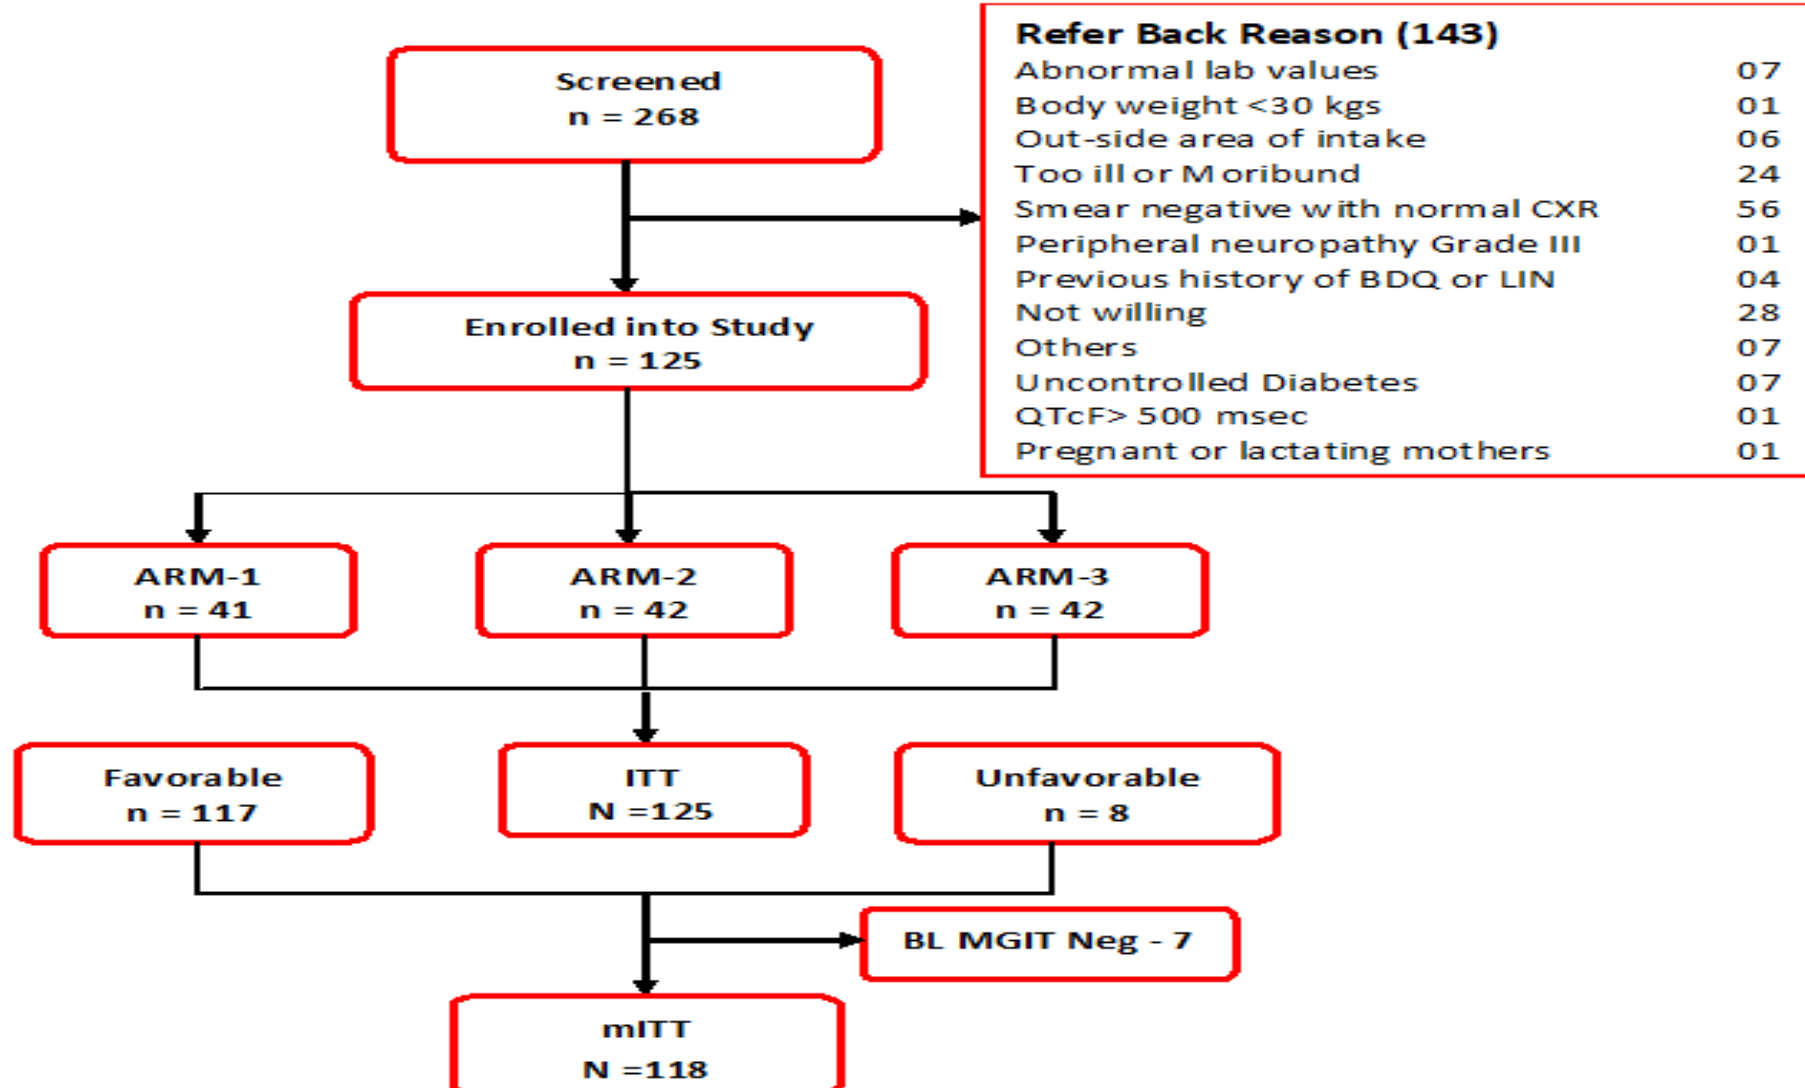 Screened
n = 268
Refer Back Reason (143)
Abnormal lab values 07
Body weight <30 kgs 01
Out-side area of intake 06
Too ill or Moribund 24
Smear negative with normal CXR 56
Peripheral neuropathy Grade III 01
Previous history of BDQ or LIN 04
Not willing 28
Others 07
Uncontrolled Diabetes 07
QTcF> 500 msec 01
Pregnant or lactating mothers 01
Enrolled into Study
n = 125
ARM-1
n = 41
ARM-2
n = 42
ARM-3
n = 42
Favorable
n = 117
ITT
N =125
Unfavorable
n = 8
BL MGIT Neg - 7
mITT
N =118